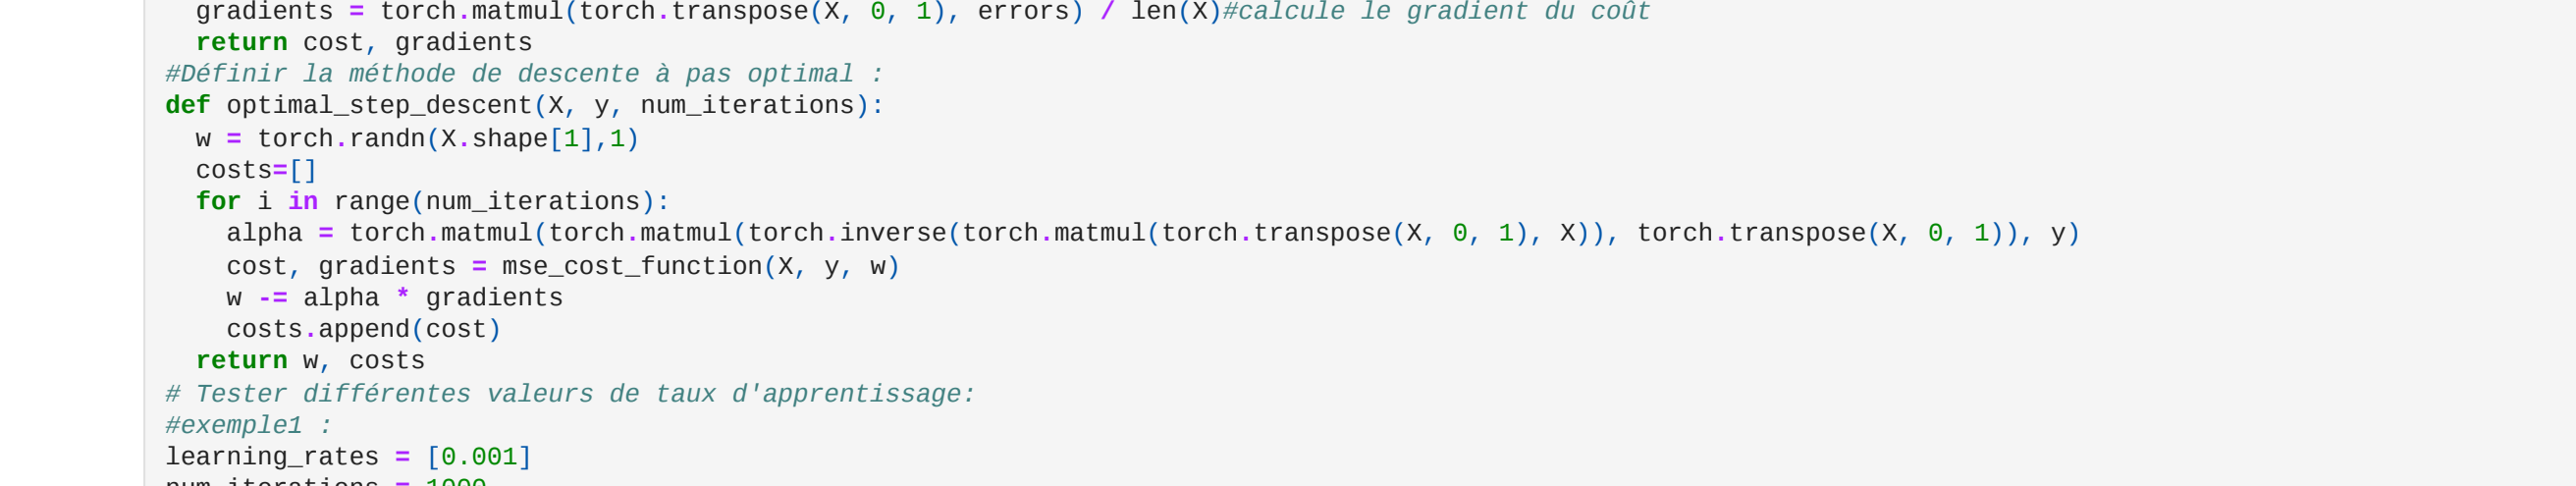 gradients = torch.matmul(torch.transpose(X, 0, 1), errors) / len(X)#calcule le gradient du coût
return cost, gradients
#Définir la méthode de descente à pas optimal :
def optimal_step_descent(X, y, num_iterations):
w = torch.randn(X.shape[1],1)
costs=[]
for i in range(num_iterations):
alpha = torch.matmul(torch.matmul(torch.inverse(torch.matmul(torch.transpose(X, 0, 1), X)), torch.transpose(X, 0, 1)), y)
cost, gradients = mse_cost_function(X, y, w)
w -= alpha * gradients
costs.append(cost)
return w, costs
# Tester différentes valeurs de taux d'apprentissage:
#exemple1 :
learning_rates = [0.001]
num_iterations = 1000